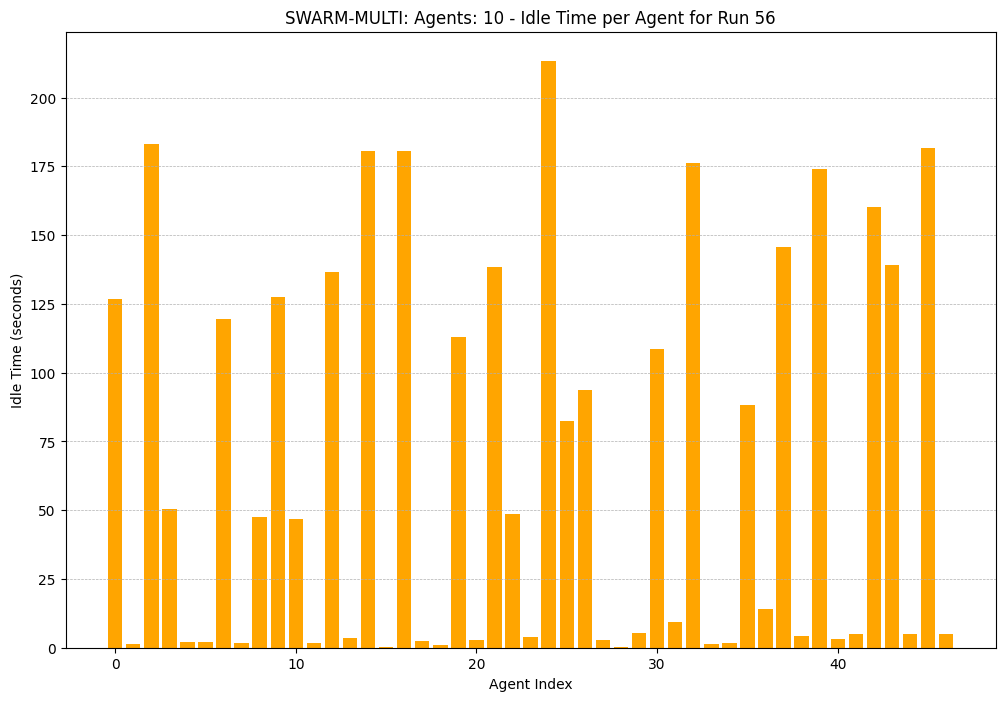 SWARM-MULTI: Agents: 10 - Idle Time per Agent for Run 56
Idle Time (seconds)
200
175
150
125
100
75
50
25
0
0 10 20 30 40
Agent Index